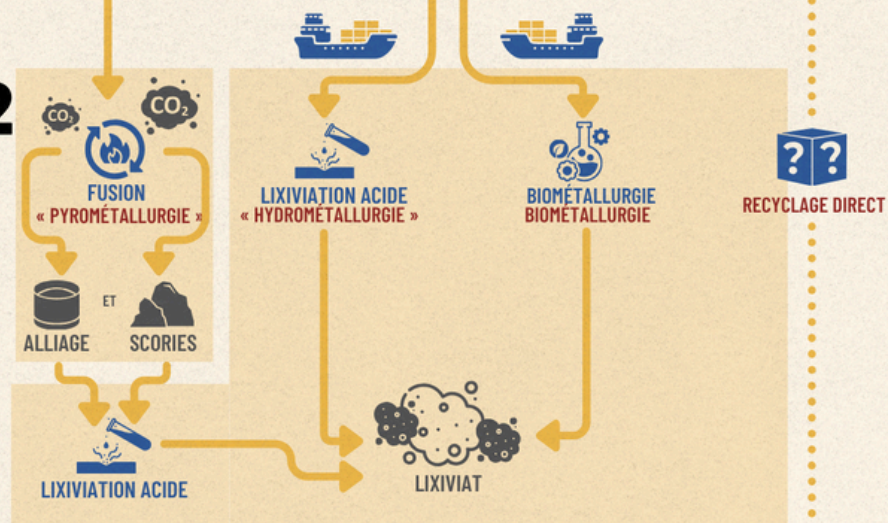 2
CO₂
CO₂
FUSION
« PYROMÉTALLURGIE »
LIXIVIATION ACIDE
« HYDROMÉTALLURGIE »
BIOMÉTALLURGIE
BIOMÉTALLURGIE
? ?
RECYCLAGE DIRECT
ALLIAGE
ET
SCORIES
LIXIVIATION ACIDE
LIXIVIAT